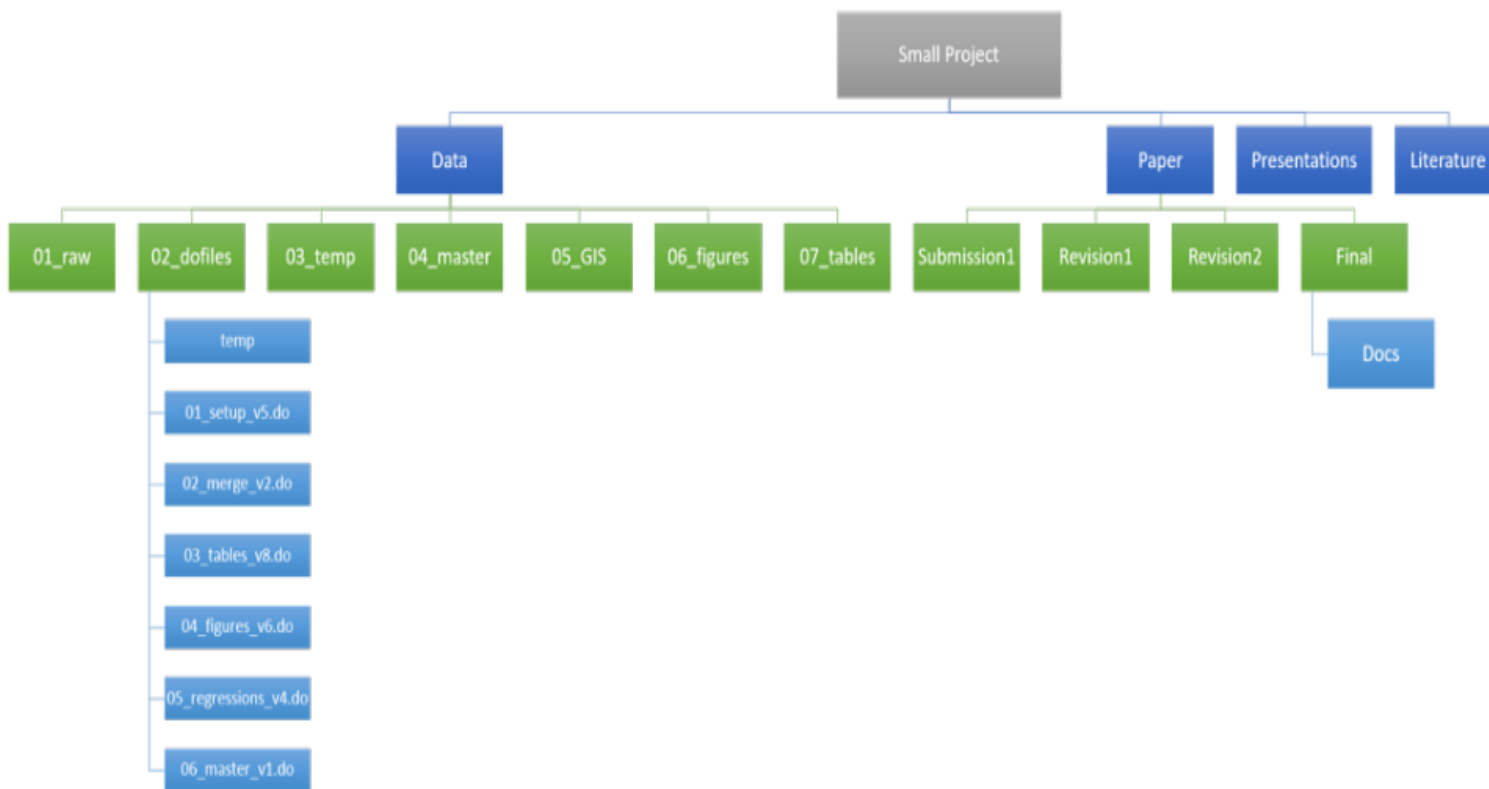 Small Project
Data
Paper
Presentations
Literature
01_raw
02_dofiles
03_temp
04_master
05_GIS
06_figures
07_tables
Submission1
Revision1
Revision2
Final
temp
Docs
01_setup_v5.do
02_merge_v2.do
03_tables_v8.do
04_figures_v6.do
05_regressions_v4.do
06_master_v1.do